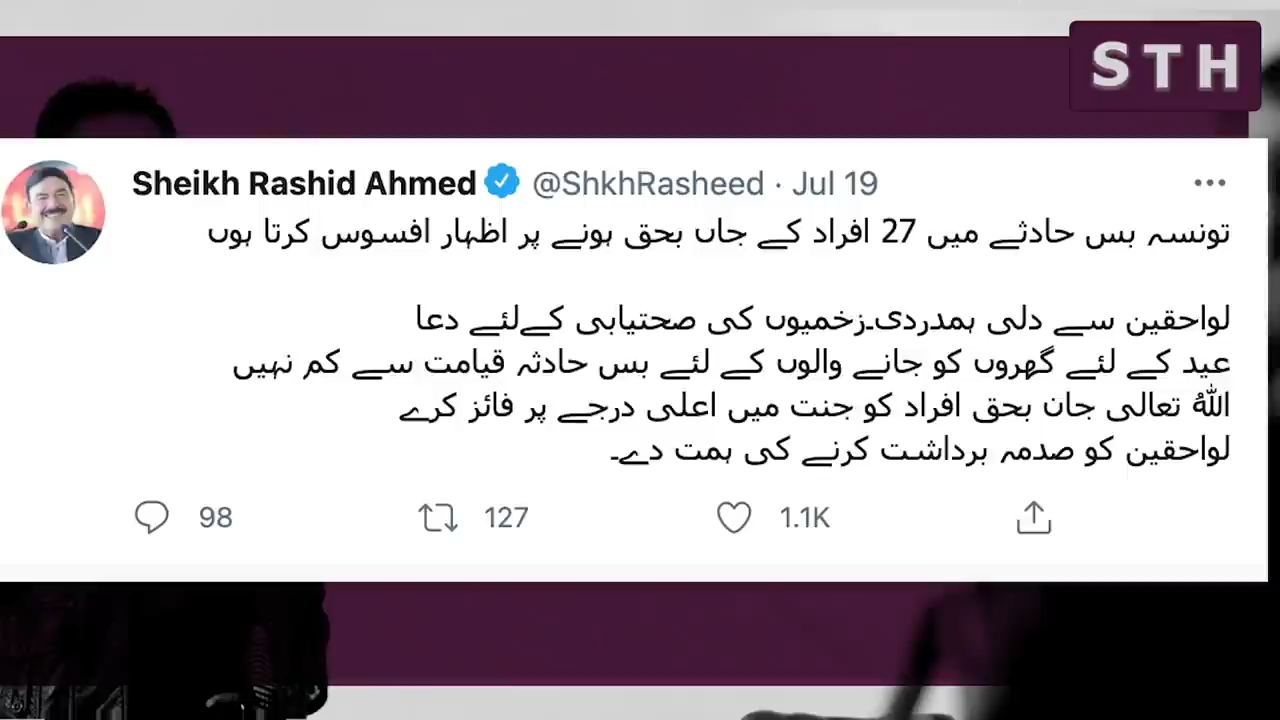 STH
Sheikh Rashid Ahmed @ShkhRasheed · Jul 19
تونسہ بس حادثے میں 27 افراد کے جاں بحق ہونے پر اظہار افسوس کرتا ہوں
لواحقین سے دلی ہمدردی۔زخمیوں کی صحتیابی کےلئے دعا
عید کے لئے گھروں کو جانے والوں کے لئے بس حادثہ قیامت سے کم نہیں
اللّٰہُ تعالی جان بحق افراد کو جنت میں اعلی درجے پر فائز کرے
لواحقین کو صدمہ برداشت کرنے کی ہمت دے۔
98 127 1.1K